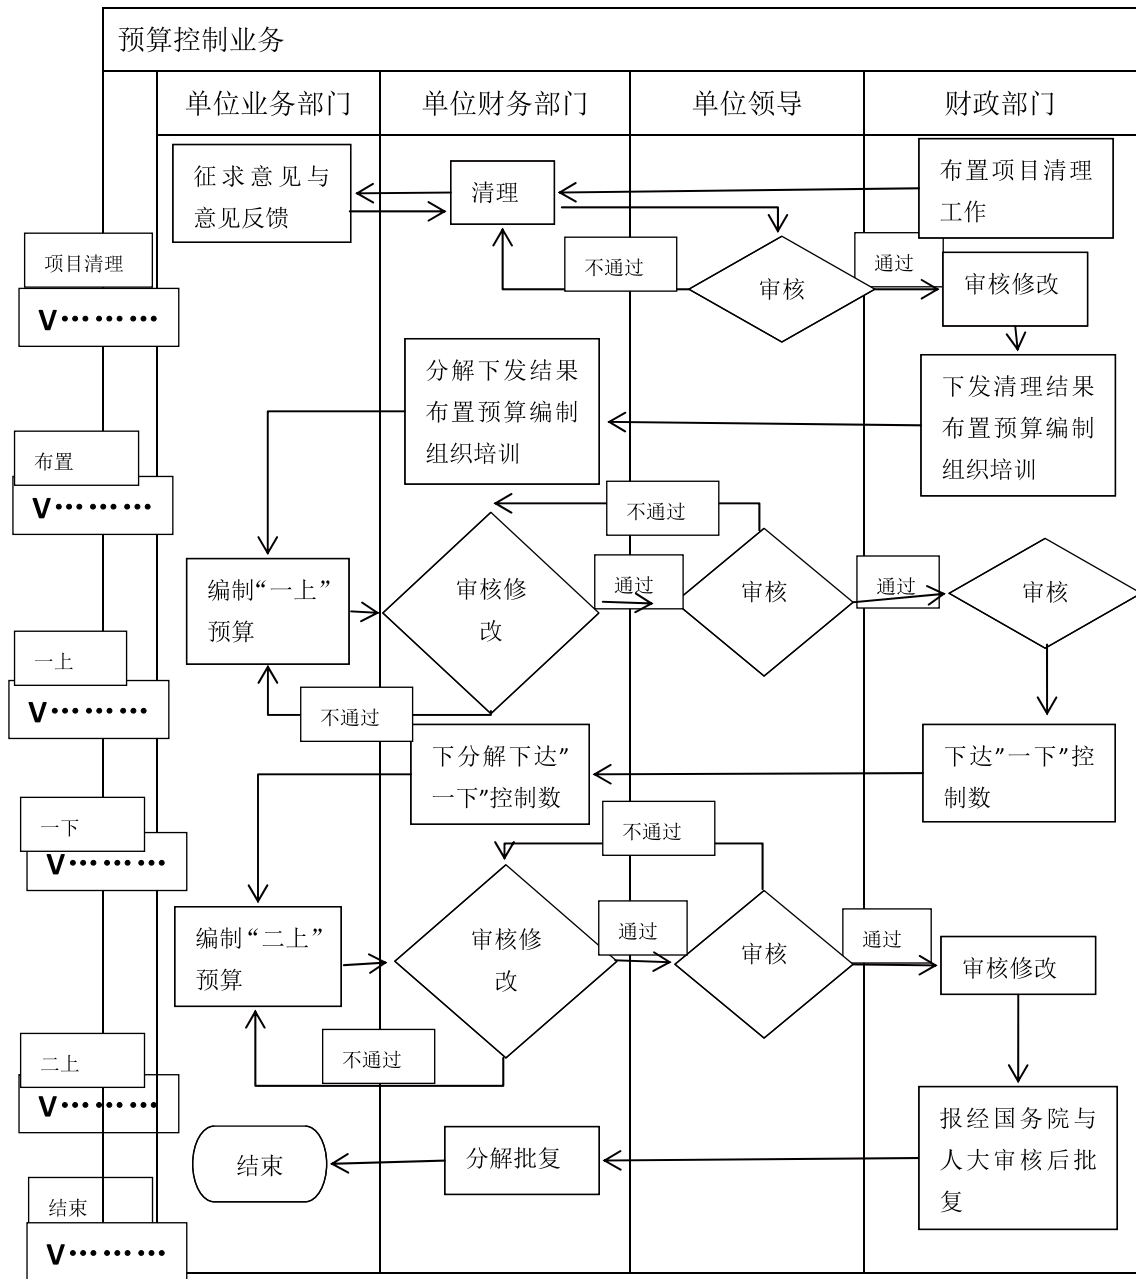 预算控制业务
单位业务部门
单位财务部门
单位领导
财政部门
征求意见与
意见反馈
清理
布置项目清理
工作
项目清理
V………
不通过
审核
通过
审核修改
分解下发结果
布置预算编制
组织培训
下发清理结果
布置预算编制
组织培训
布置
V………
不通过
编制“一上”
预算
审核修
改
通过
审核
通过
审核
一上
V………
不通过
下分解下达”
一下”控制数
下达”一下”控
制数
一下
V………
不通过
编制“二上”
预算
审核修
改
通过
审核
通过
审核修改
二上
V………
不通过
报经国务院与
人大审核后批
复
分解批复
结束
结束
V………